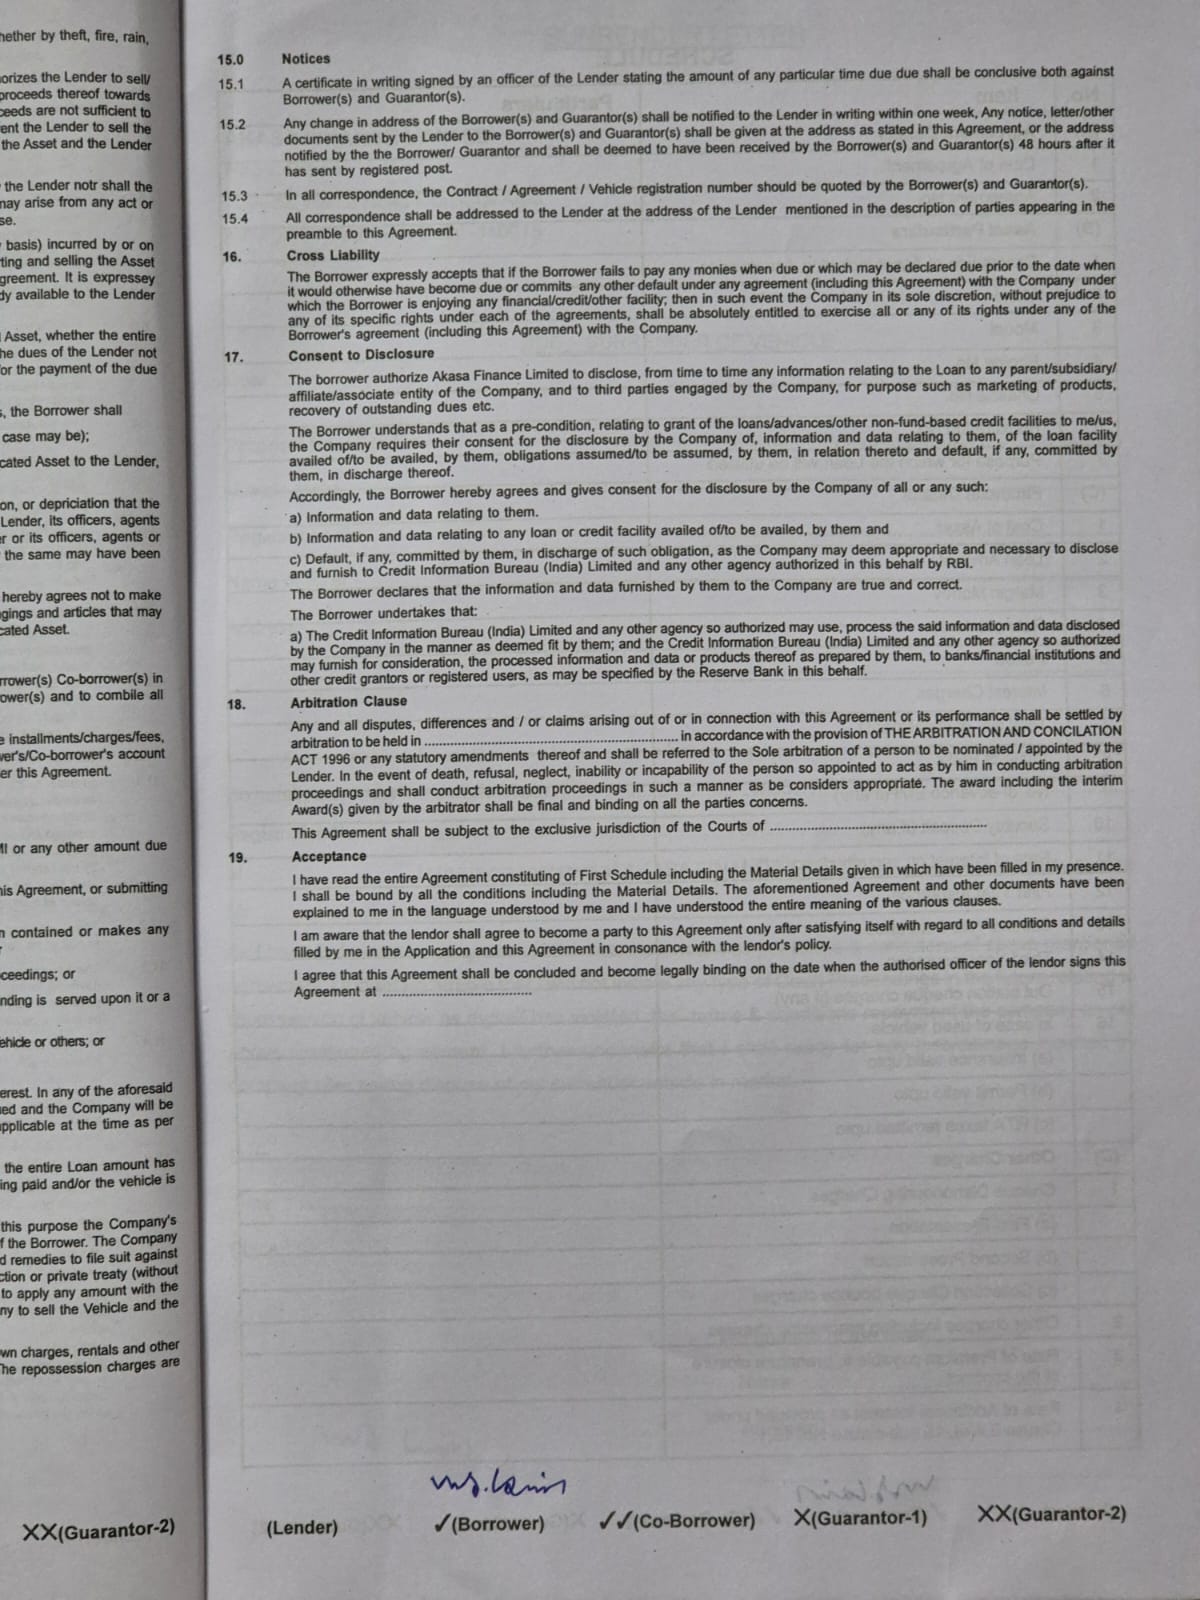 hether by theft, fire, rain,
orizes the Lender to sell/
proceeds thereof towards
ceeds are not sufficient to
ent the Lender to sell the
the Asset and the Lender
the Lender notr shall the
may arise from any act or
se.
basis) incurred by or on
ting and selling the Asset
greement. It is expressey
dy available to the Lender
Asset, whether the entire
he dues of the Lender not
or the payment of the due
s, the Borrower shall
case may be);
cated Asset to the Lender,
on, or depriciation that the
Lender, its officers, agents
er or its officers, agents or
the same may have been
hereby agrees not to make
gings and articles that may
cated Asset.
rrower(s) Co-borrower(s) in
ower(s) and to combile all
e installments/charges/fees,
wer's/Co-borrower's account
er this Agreement.
MI or any other amount due
his Agreement, or submitting
n contained or makes any
ceedings; or
nding is served upon it or a
ehicle or others; or
erest. In any of the aforesaid
ued and the Company will be
applicable at the time as per
the entire Loan amount has
ing paid and/or the vehicle is
this purpose the Company's
f the Borrower. The Company
d remedies to file suit against
ction or private treaty (without
to apply any amount with the
ny to sell the Vehicle and the
wn charges, rentals and other
The repossession charges are
XX(Guarantor-2)
15.0 Notices
15.1 A certificate in writing signed by an officer of the Lender stating the amount of any particular time due due shall be conclusive both against
Borrower(s) and Guarantor(s).
15.2 Any change in address of the Borrower(s) and Guarantor(s) shall be notified to the Lender in writing within one week, Any notice, letter/other
documents sent by the Lender to the Borrower(s) and Guarantor(s) shall be given at the address as stated in this Agreement, or the address
notified by the the Borrower/ Guarantor and shall be deemed to have been received by the Borrower(s) and Guarantor(s) 48 hours after it
has sent by registered post.
15.3 In all correspondence, the Contract / Agreement / Vehicle registration number should be quoted by the Borrower(s) and Guarantor(s).
15.4 All correspondence shall be addressed to the Lender at the address of the Lender mentioned in the description of parties appearing in the
preamble to this Agreement.
16. Cross Liability
The Borrower expressly accepts that if the Borrower fails to pay any monies when due or which may be declared due prior to the date when
it would otherwise have become due or commits any other default under any agreement (including this Agreement) with the Company under
which the Borrower is enjoying any financial/credit/other facility; then in such event the Company in its sole discretion, without prejudice to
any of its specific rights under each of the agreements, shall be absolutely entitled to exercise all or any of its rights under any of the
Borrower's agreement (including this Agreement) with the Company.
17. Consent to Disclosure
The borrower authorize Akasa Finance Limited to disclose, from time to time any information relating to the Loan to any parent/subsidiary/
affiliate/associate entity of the Company, and to third parties engaged by the Company, for purpose such as marketing of products,
recovery of outstanding dues etc.
The Borrower understands that as a pre-condition, relating to grant of the loans/advances/other non-fund-based credit facilities to me/us,
the Company requires their consent for the disclosure by the Company of, information and data relating to them, of the loan facility
availed of/to be availed, by them, obligations assumed/to be assumed, by them, in relation thereto and default, if any, committed by
them, in discharge thereof.
Accordingly, the Borrower hereby agrees and gives consent for the disclosure by the Company of all or any such:
a) Information and data relating to them.
b) Information and data relating to any loan or credit facility availed of/to be availed, by them and
c) Default, if any, committed by them, in discharge of such obligation, as the Company may deem appropriate and necessary to disclose
and furnish to Credit Information Bureau (India) Limited and any other agency authorized in this behalf by RBI.
The Borrower declares that the information and data furnished by them to the Company are true and correct.
The Borrower undertakes that:
a) The Credit Information Bureau (India) Limited and any other agency so authorized may use, process the said information and data disclosed
by the Company in the manner as deemed fit by them; and the Credit Information Bureau (India) Limited and any other agency so authorized
may furnish for consideration, the processed information and data or products thereof as prepared by them, to banks/financial institutions and
other credit grantors or registered users, as may be specified by the Reserve Bank in this behalf.
18. Arbitration Clause
Any and all disputes, differences and / or claims arising out of or in connection with this Agreement or its performance shall be settled by
arbitration to be held in ............................................................ in accordance with the provision of THE ARBITRATION AND CONCILATION
ACT 1996 or any statutory amendments thereof and shall be referred to the Sole arbitration of a person to be nominated / appointed by the
Lender. In the event of death, refusal, neglect, inability or incapability of the person so appointed to act as by him in conducting arbitration
proceedings and shall conduct arbitration proceedings in such a manner as be considers appropriate. The award including the interim
Award(s) given by the arbitrator shall be final and binding on all the parties concerns.
This Agreement shall be subject to the exclusive jurisdiction of the Courts of ............................................................
19. Acceptance
I have read the entire Agreement constituting of First Schedule including the Material Details given in which have been filled in my presence.
I shall be bound by all the conditions including the Material Details. The aforementioned Agreement and other documents have been
explained to me in the language understood by me and I have understood the entire meaning of the various clauses.
I am aware that the lendor shall agree to become a party to this Agreement only after satisfying itself with regard to all conditions and details
filled by me in the Application and this Agreement in consonance with the lendor's policy.
I agree that this Agreement shall be concluded and become legally binding on the date when the authorised officer of the lendor signs this
Agreement at ......................................
(Lender) ✓(Borrower) ✓✓(Co-Borrower) X(Guarantor-1) XX(Guarantor-2)